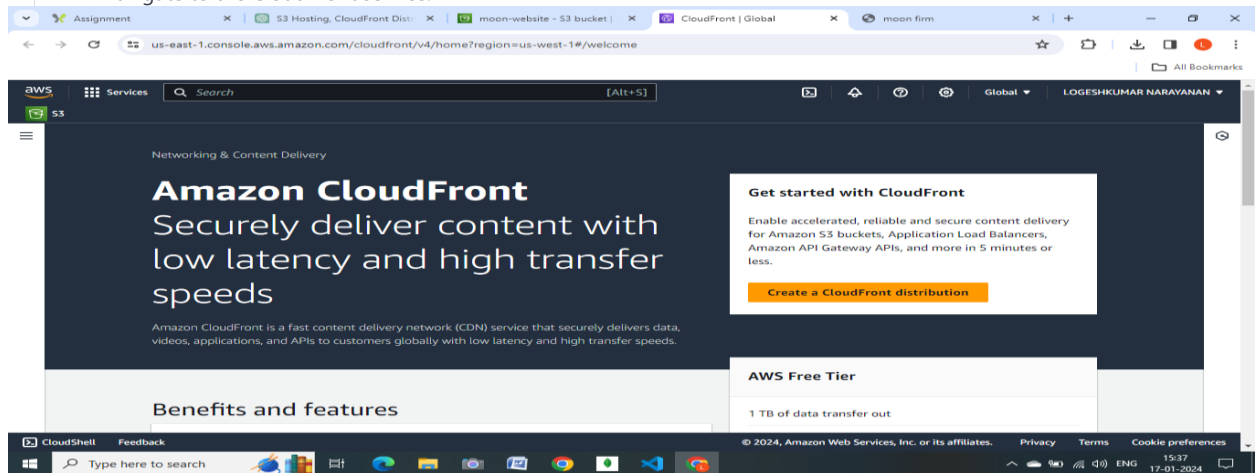 Assignment
S3 Hosting, CloudFront Dist
moon-website - S3 bucket |
CloudFront | Global
moon firm
us-east-1.console.aws.amazon.com/cloudfront/v4/home?region=us-west-1#/welcome
All Bookmarks
aws
Services
Search
[Alt+S]
Global
LOGESHKUMAR NARAYANAN
S3
Networking & Content Delivery
Amazon CloudFront
Securely deliver content with
low latency and high transfer
speeds
Amazon CloudFront is a fast content delivery network (CDN) service that securely delivers data,
videos, applications, and APIs to customers globally with low latency and high transfer speeds.
Get started with CloudFront
Enable accelerated, reliable and secure content delivery
for Amazon S3 buckets, Application Load Balancers,
Amazon API Gateway APIs, and more in 5 minutes or
less.
Create a CloudFront distribution
AWS Free Tier
1 TB of data transfer out
Benefits and features
CloudShell
Feedback
© 2024, Amazon Web Services, Inc. or its affiliates.
Privacy
Terms
Cookie preferences
Type here to search
ENG
15:37
17-01-2024